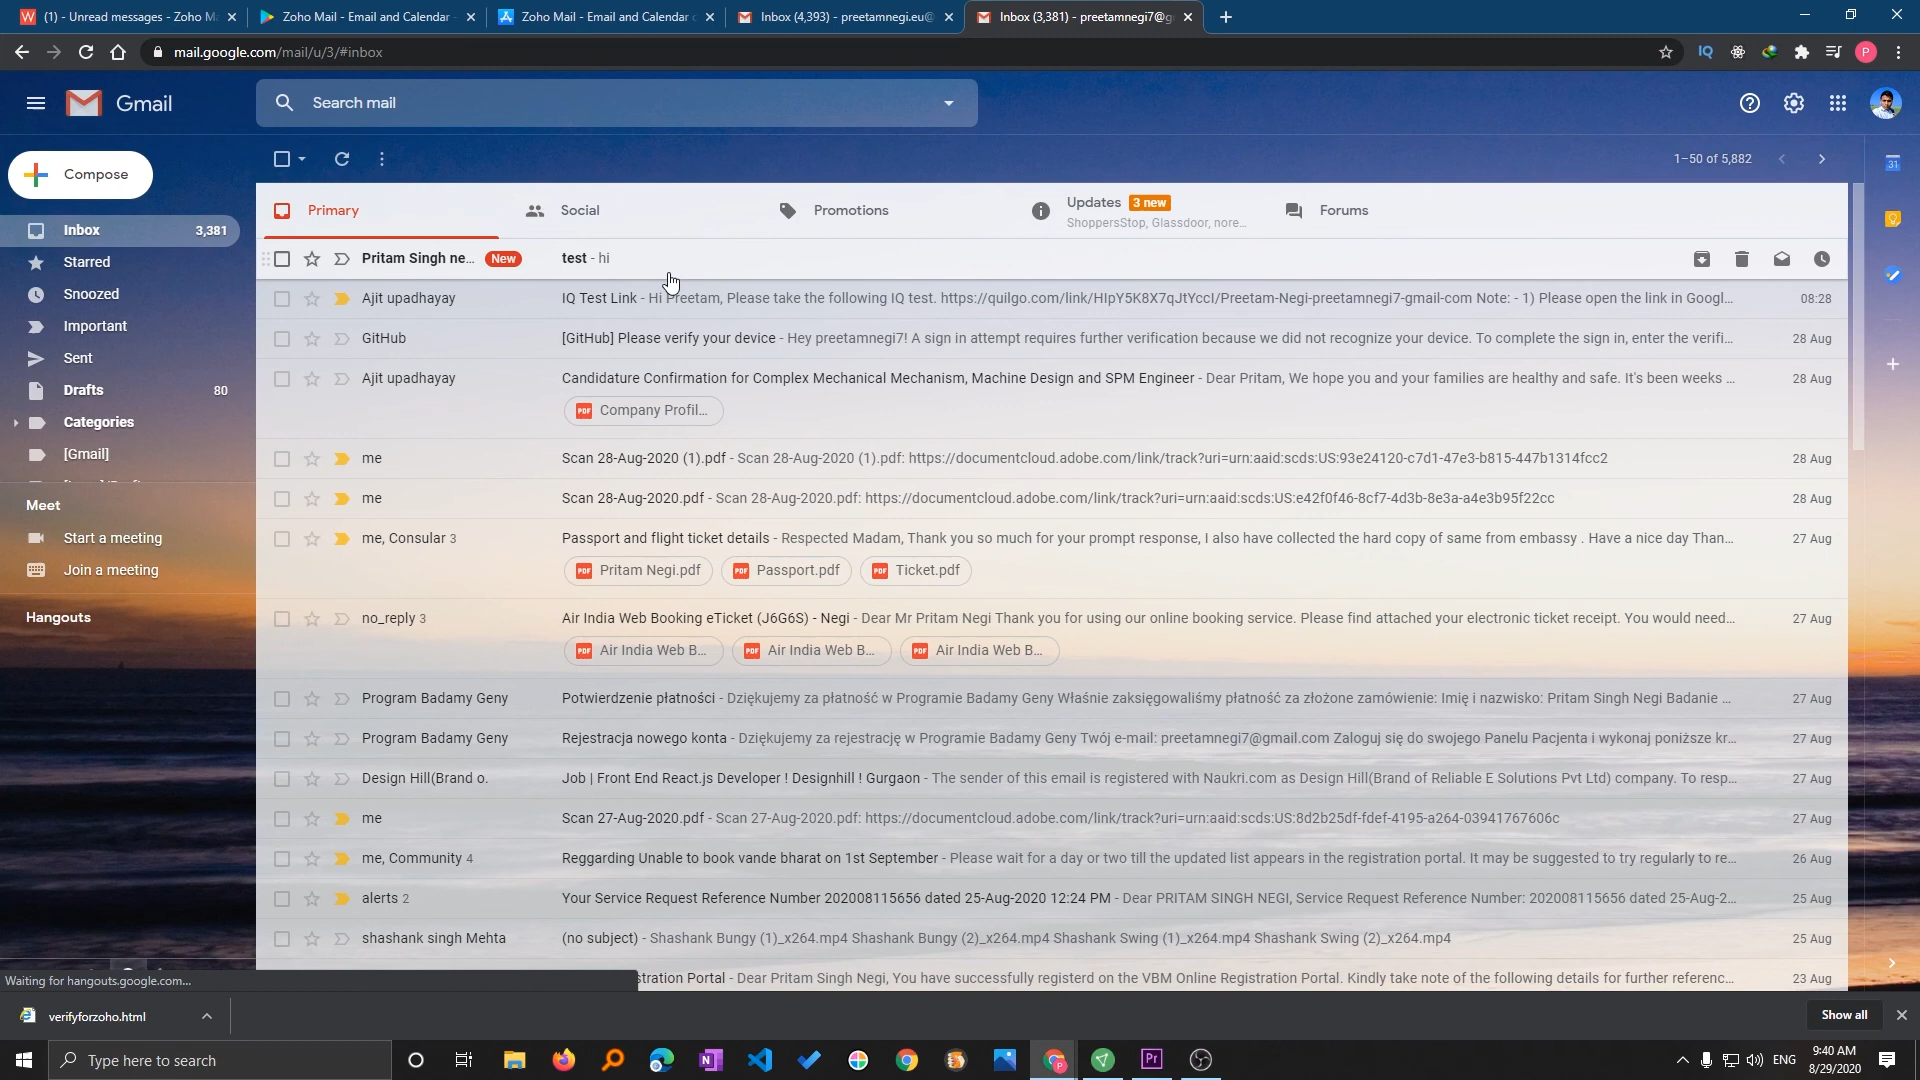 (1) - Unread messages - Zoho Ma
Zoho Mail - Email and Calendar -
Zoho Mail - Email and Calendar o
Inbox (4,393) - preetamnegi.eu@
Inbox (3,381) - preetamnegi7@g
mail.google.com/mail/u/3/#inbox
IQ
P
Gmail
Search mail
Compose
1–50 of 5,882
31
Primary
Social
Promotions
Updates 3 new
ShoppersStop, Glassdoor, nore...
Forums
Inbox 3,381
Starred
Snoozed
Important
Sent
Drafts 80
Categories
[Gmail]
Meet
Start a meeting
Join a meeting
Hangouts
Pritam Singh ne... New test - hi
Ajit upadhayay IQ Test Link - Hi Preetam, Please take the following IQ test. https://quilgo.com/link/HIpY5K8X7qJtYccI/Preetam-Negi-preetamnegi7-gmail-com Note: - 1) Please open the link in Googl... 08:28
GitHub [GitHub] Please verify your device - Hey preetamnegi7! A sign in attempt requires further verification because we did not recognize your device. To complete the sign in, enter the verifi... 28 Aug
Ajit upadhayay Candidature Confirmation for Complex Mechanical Mechanism, Machine Design and SPM Engineer - Dear Pritam, We hope you and your families are healthy and safe. It's been weeks ... 28 Aug
PDF Company Profil...
me Scan 28-Aug-2020 (1).pdf - Scan 28-Aug-2020 (1).pdf: https://documentcloud.adobe.com/link/track?uri=urn:aaid:scds:US:93e24120-c7d1-47e3-b815-447b1314fcc2 28 Aug
me Scan 28-Aug-2020.pdf - Scan 28-Aug-2020.pdf: https://documentcloud.adobe.com/link/track?uri=urn:aaid:scds:US:e42f0f46-8cf7-4d3b-8e3a-a4e3b95f22cc 28 Aug
me, Consular 3 Passport and flight ticket details - Respected Madam, Thank you so much for your prompt response, I also have collected the hard copy of same from embassy . Have a nice day Than... 27 Aug
PDF Pritam Negi.pdf PDF Passport.pdf PDF Ticket.pdf
no_reply 3 Air India Web Booking eTicket (J6G6S) - Negi - Dear Mr Pritam Negi Thank you for using our online booking service. Please find attached your electronic ticket receipt. You would need... 27 Aug
PDF Air India Web B... PDF Air India Web B... PDF Air India Web B...
Program Badamy Geny Potwierdzenie płatności - Dziękujemy za płatność w Programie Badamy Geny Właśnie zaksięgowaliśmy płatność za złożone zamówienie: Imię i nazwisko: Pritam Singh Negi Badanie ... 27 Aug
Program Badamy Geny Rejestracja nowego konta - Dziękujemy za rejestrację w Programie Badamy Geny Twój e-mail: preetamnegi7@gmail.com Zaloguj się do swojego Panelu Pacjenta i wykonaj poniższe kr... 27 Aug
Design Hill(Brand o. Job | Front End React.js Developer ! Designhill ! Gurgaon - The sender of this email is registered with Naukri.com as Design Hill(Brand of Reliable E Solutions Pvt Ltd) company. To resp... 27 Aug
me Scan 27-Aug-2020.pdf - Scan 27-Aug-2020.pdf: https://documentcloud.adobe.com/link/track?uri=urn:aaid:scds:US:8d2b25df-fdef-4195-a264-03941767606c 27 Aug
me, Community 4 Reggarding Unable to book vande bharat on 1st September - Please wait for a day or two till the updated list appears in the registration portal. It may be suggested to try regularly to re... 26 Aug
alerts 2 Your Service Request Reference Number 202008115656 dated 25-Aug-2020 12:24 PM - Dear PRITAM SINGH NEGI, Service Request Reference Number: 202008115656 dated 25-Aug-2... 25 Aug
shashank singh Mehta (no subject) - Shashank Bungy (1)_x264.mp4 Shashank Bungy (2)_x264.mp4 Shashank Swing (1)_x264.mp4 Shashank Swing (2)_x264.mp4 25 Aug
stration Portal - Dear Pritam Singh Negi, You have successfully registerd on the VBM Online Registration Portal. Kindly take note of the following details for further referenc... 23 Aug
Waiting for hangouts.google.com...
verifyforzoho.html
Show all
Type here to search
N
Pr
P
ENG
9:40 AM
8/29/2020